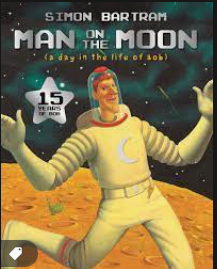 SIMON BARTRAM
MAN ON THE MOON
(a day in the life of Bob)
15
YEARS
OF BOB